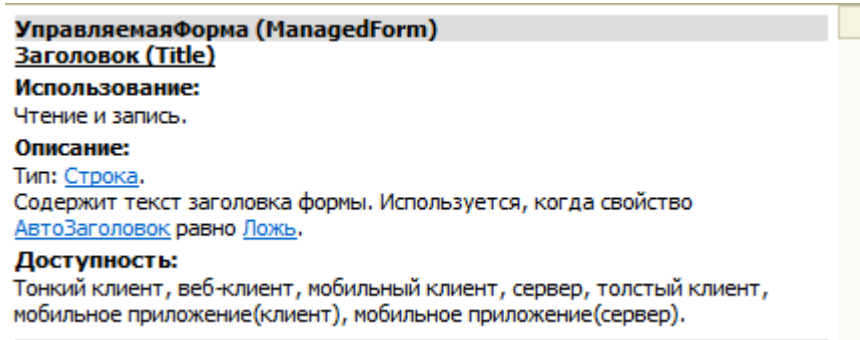 УправляемаяФорма (ManagedForm)
Заголовок (Title)
Использование:
Чтение и запись.
Описание:
Тип: Строка.
Содержит текст заголовка формы. Используется, когда свойство
АвтоЗаголовок равно Ложь.
Доступность:
Тонкий клиент, веб-клиент, мобильный клиент, сервер, толстый клиент,
мобильное приложение(клиент), мобильное приложение(сервер).